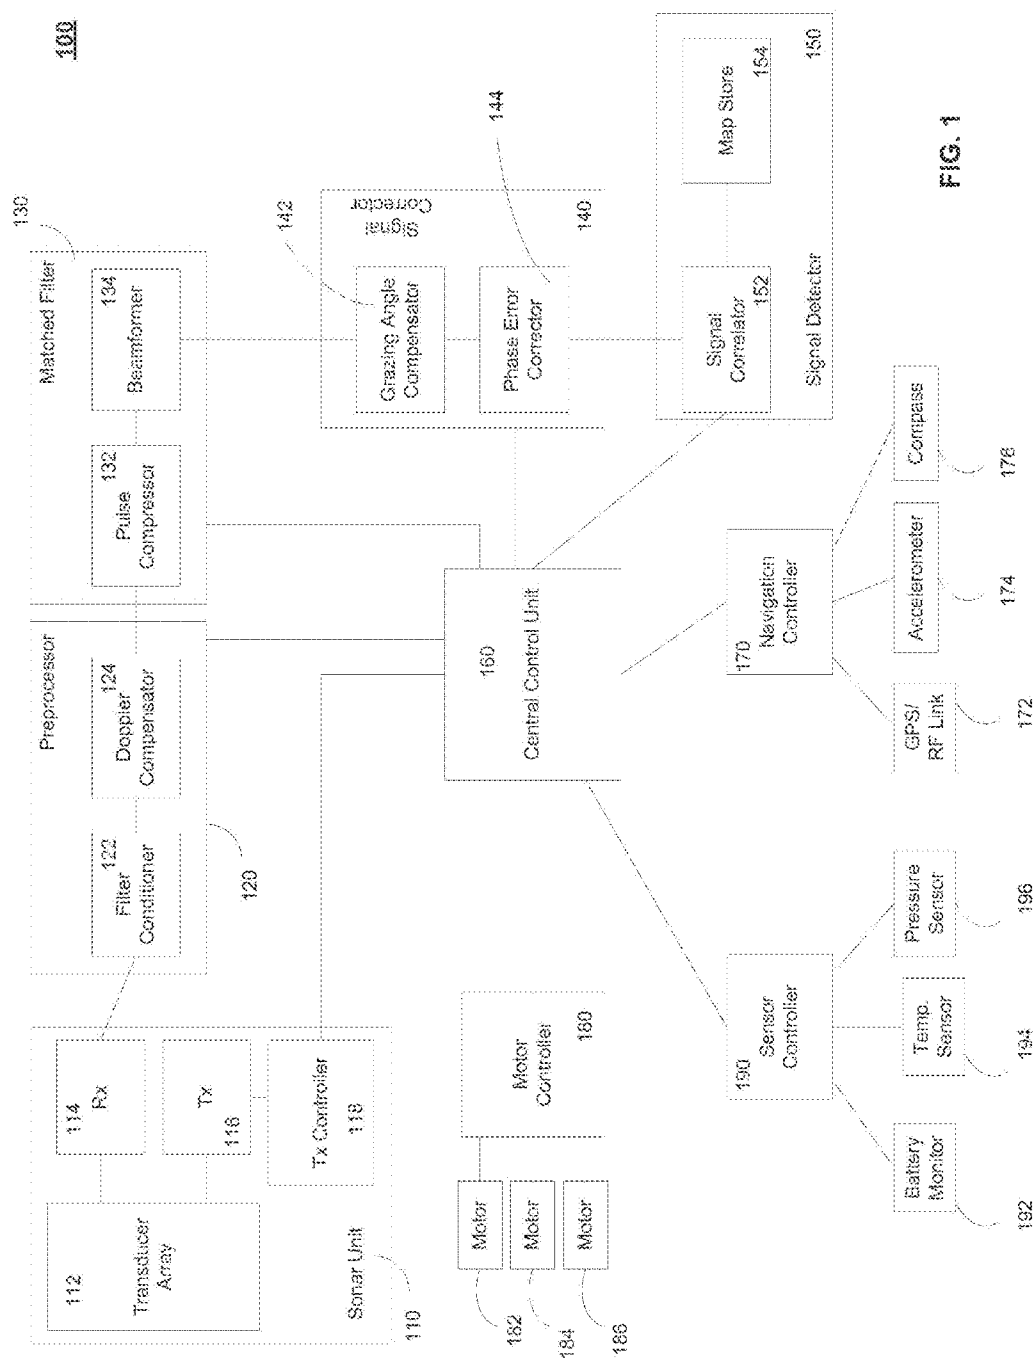 100
130
Matched Filter
134
Beamformer
132
Pulse
Compressor
Preprocessor
124
Doppler
Compensator
122
Filter
Conditioner
120
114
Rx
Tx
116
Tx Controller
118
112
Transducer
Array
Sonar Unit
110
142
Signal
Corrector
Grazing Angle
Compensator
140
144
Phase Error
Corrector
150
154
Map Store
Signal
Correlator
152
Signal Detector
160
Central Control Unit
Motor
Controller
180
Motor
182
Motor
184
Motor
186
170
Navigation
Controller
Compass
176
Accelerometer
174
GPS/
RF Link
172
190
Sensor
Controller
Pressure
Sensor
196
Temp.
Sensor
194
Battery
Monitor
192
FIG. 1